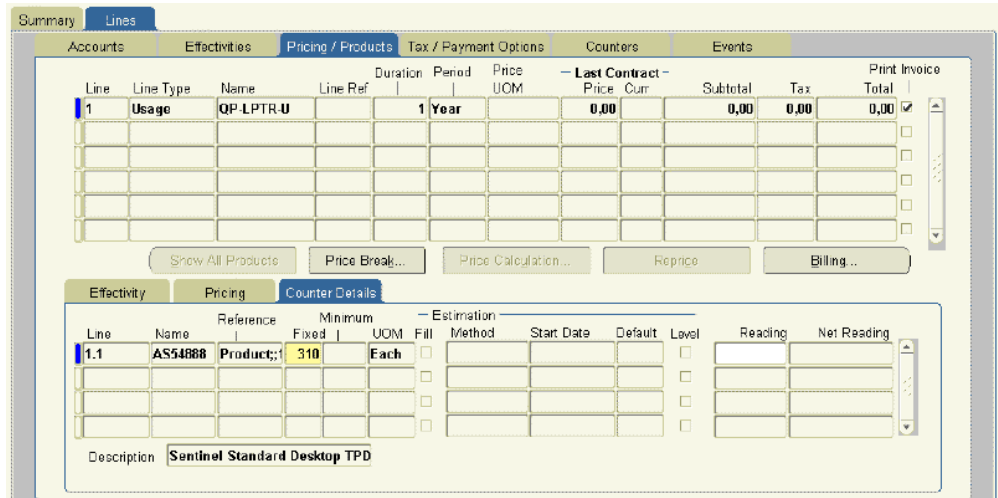 Summary Lines
Accounts Effectivities Pricing / Products Tax / Payment Options Counters Events
Duration Period Price – Last Contract – Print Invoice
Line Line Type Name Line Ref UOM Price Curr Subtotal Tax Total
1 Usage QP-LPTR-U 1 Year 0,00 0,00 0,00 0,00
Show All Products Price Break... Price Calculation... Reprice Billing...
Effectivity Pricing Counter Details
Reference Minimum – Estimation
Line Name Fixed UOM Fill Method Start Date Default Level Reading Net Reading
1.1 AS54888 Product;;1 310 Each
Description Sentinel Standard Desktop TPD